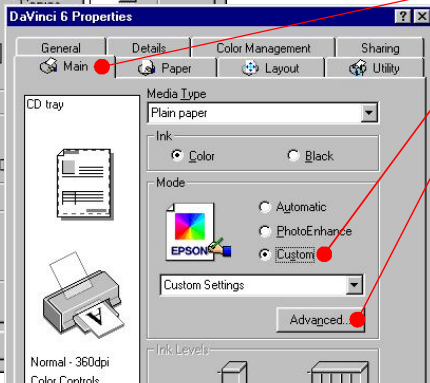 DaVinci 6 Properties
General Details Color Management Sharing
Main Paper Layout Utility
CD tray
Media Type
Plain paper
Ink
Color Black
Mode
Automatic
PhotoEnhance
Custom
EPSON
Custom Settings
Advanced...
Ink Levels
Normal - 360dpi
Color Controls